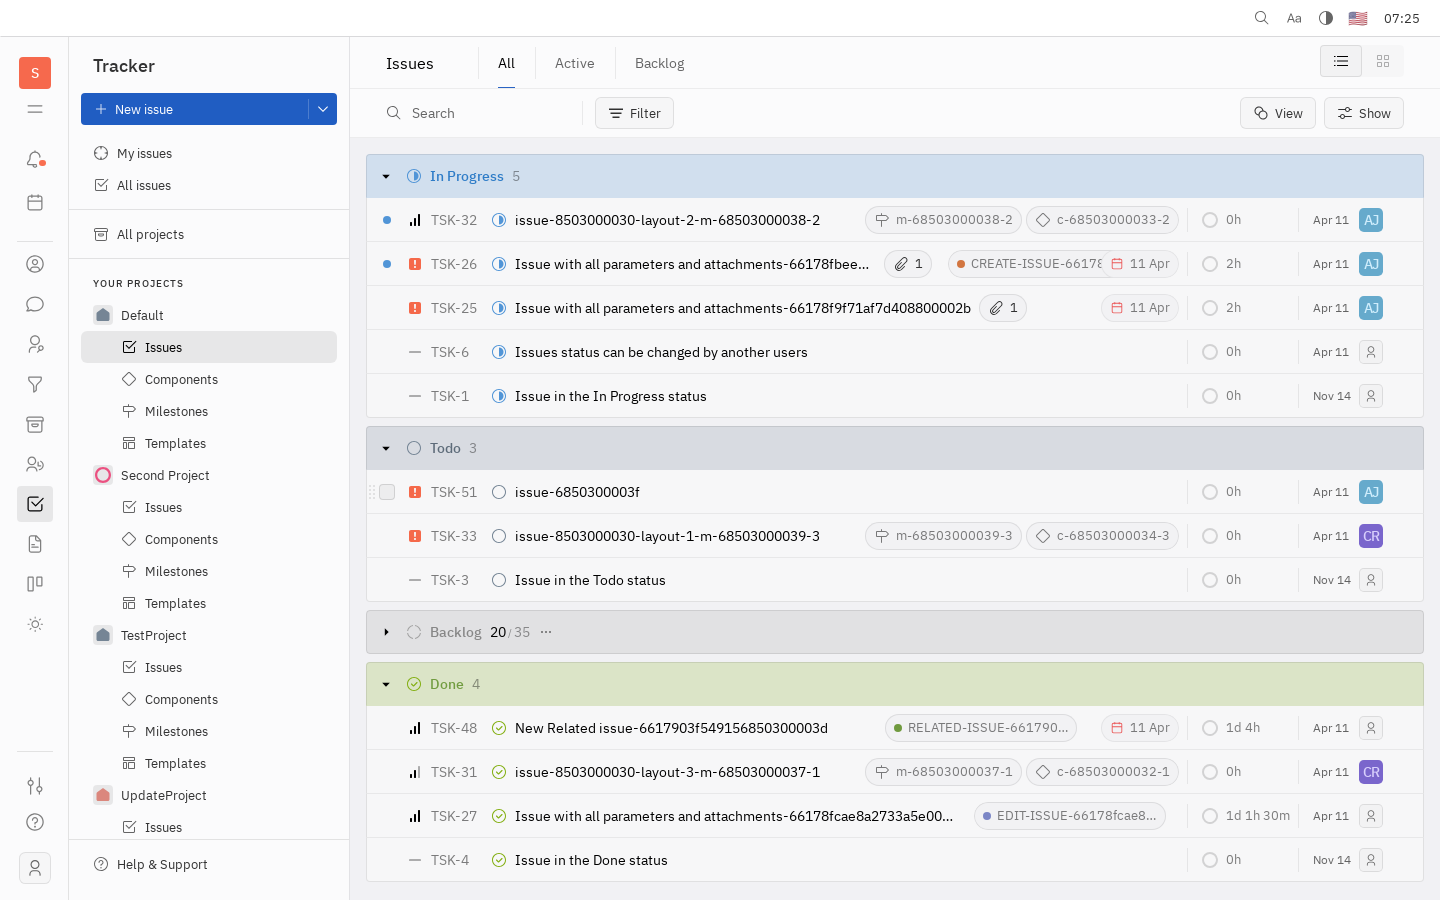 Aa
07:25
S
Tracker
New issue
My issues
All issues
All projects
YOUR PROJECTS
Default
Issues
Components
Milestones
Templates
Second Project
Issues
Components
Milestones
Templates
TestProject
Issues
Components
Milestones
Templates
UpdateProject
Issues
Help & Support
Issues All Active Backlog
Search Filter View Show
In Progress 5
TSK-32 issue-8503000030-layout-2-m-68503000038-2 m-68503000038-2 c-68503000033-2 0h Apr 11 AJ
TSK-26 Issue with all parameters and attachments-66178fbee... 1 CREATE-ISSUE-66178 11 Apr 2h Apr 11 AJ
TSK-25 Issue with all parameters and attachments-66178f9f71af7d408800002b 1 11 Apr 2h Apr 11 AJ
TSK-6 Issues status can be changed by another users 0h Apr 11
TSK-1 Issue in the In Progress status 0h Nov 14
Todo 3
TSK-51 issue-6850300003f 0h Apr 11 AJ
TSK-33 issue-8503000030-layout-1-m-68503000039-3 m-68503000039-3 c-68503000034-3 0h Apr 11 CR
TSK-3 Issue in the Todo status 0h Nov 14
Backlog 20/35 ...
Done 4
TSK-48 New Related issue-6617903f549156850300003d RELATED-ISSUE-661790... 11 Apr 1d 4h Apr 11
TSK-31 issue-8503000030-layout-3-m-68503000037-1 m-68503000037-1 c-68503000032-1 0h Apr 11 CR
TSK-27 Issue with all parameters and attachments-66178fcae8a2733a5e00... EDIT-ISSUE-66178fcae8... 1d 1h 30m Apr 11
TSK-4 Issue in the Done status 0h Nov 14